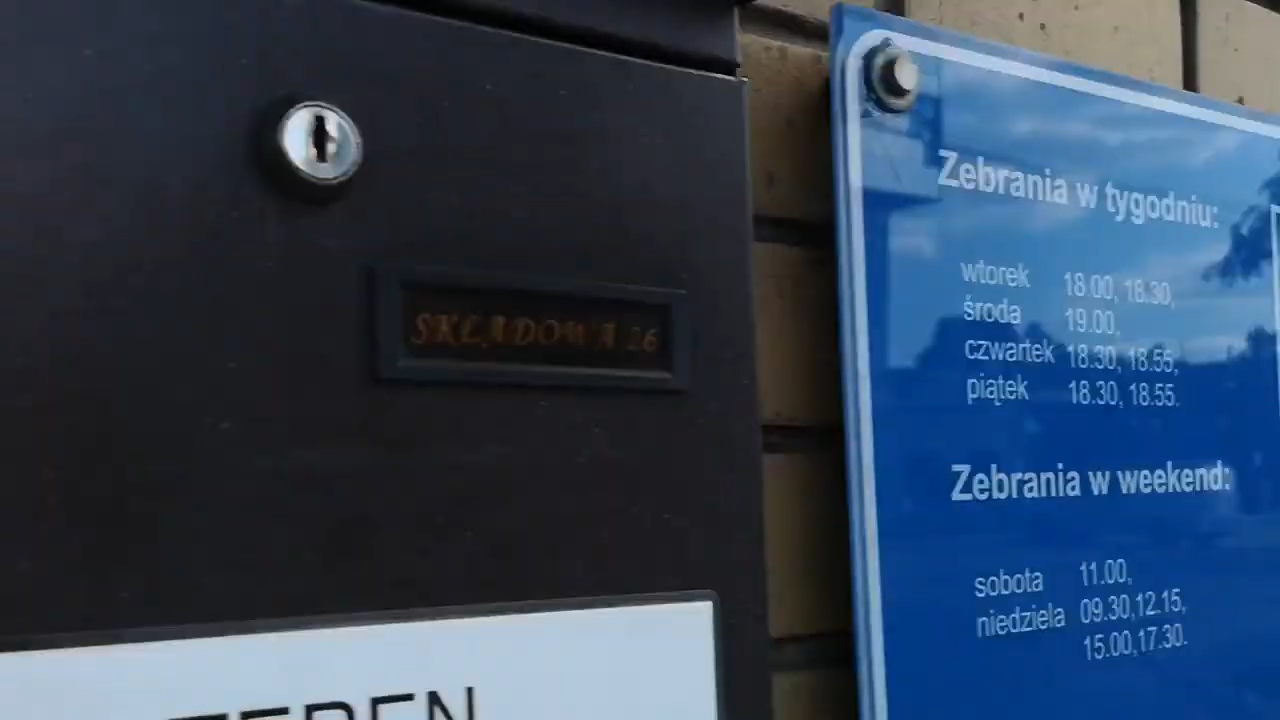 SKŁADOWA 26
TEREN
Zebrania w tygodniu:
wtorek 18.00, 18.30,
środa 19.00,
czwartek 18.30, 18.55,
piątek 18.30, 18.55.
Zebrania w weekend:
sobota 11.00,
niedziela 09.30,12.15,
15.00,17.30.